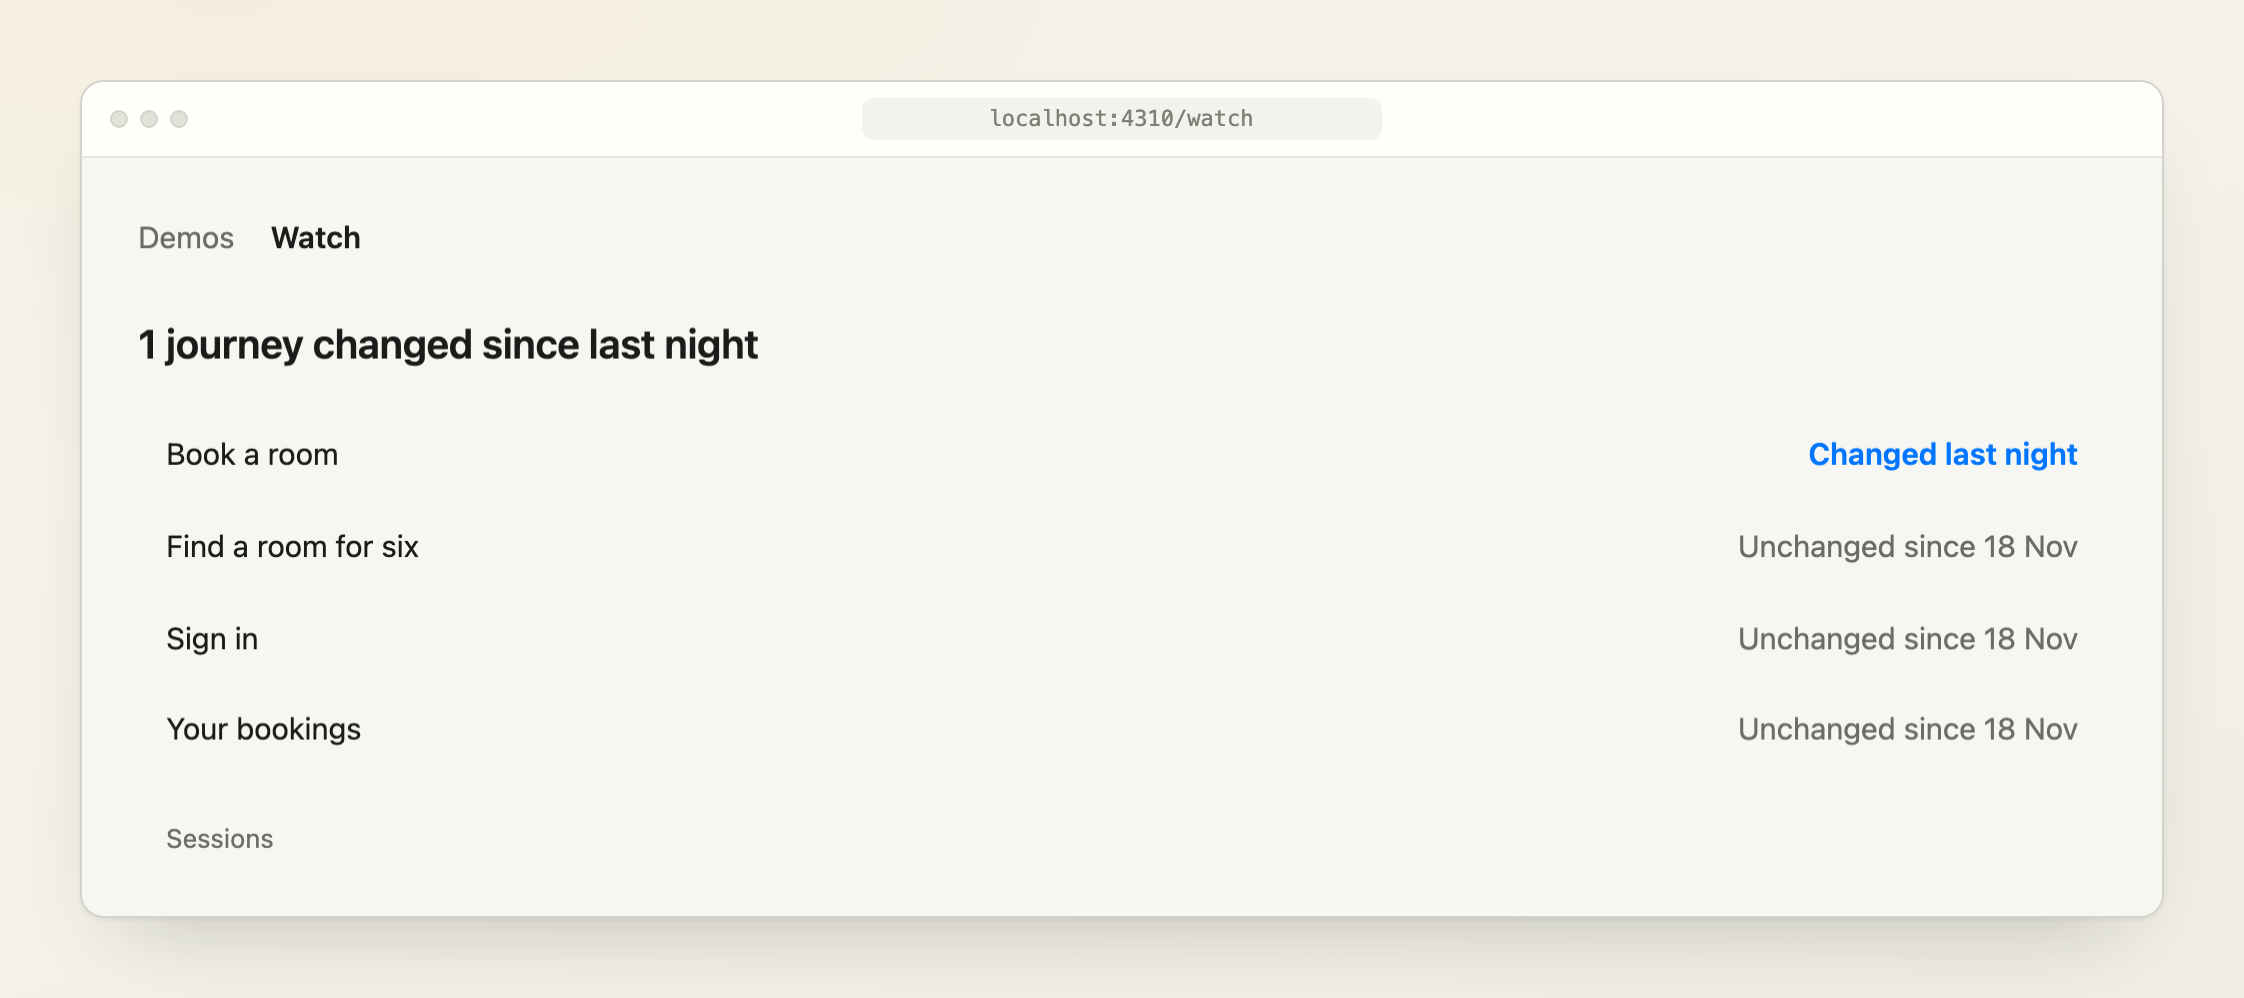 localhost:4310/watch
Demos Watch
1 journey changed since last night
Book a room Changed last night
Find a room for six Unchanged since 18 Nov
Sign in Unchanged since 18 Nov
Your bookings Unchanged since 18 Nov
Sessions